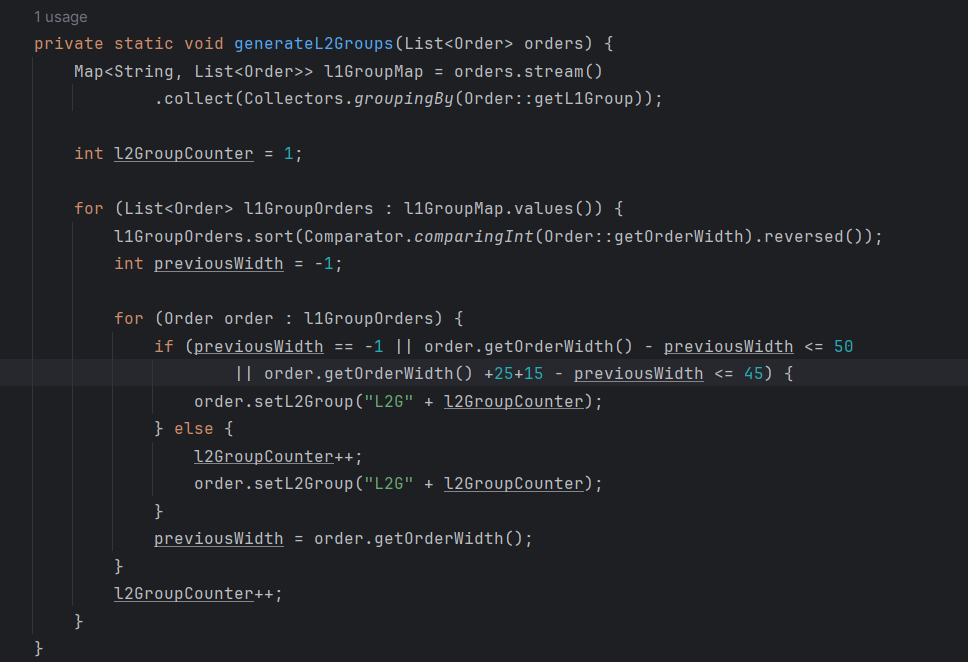 1 usage
private static void generateL2Groups(List<Order> orders) {
Map<String, List<Order>> l1GroupMap = orders.stream()
.collect(Collectors.groupingBy(Order::getL1Group));
int l2GroupCounter = 1;
for (List<Order> l1GroupOrders : l1GroupMap.values()) {
l1GroupOrders.sort(Comparator.comparingInt(Order::getOrderWidth).reversed());
int previousWidth = -1;
for (Order order : l1GroupOrders) {
if (previousWidth == -1 || order.getOrderWidth() - previousWidth <= 50
|| order.getOrderWidth() +25+15 - previousWidth <= 45) {
order.setL2Group("L2G" + l2GroupCounter);
} else {
l2GroupCounter++;
order.setL2Group("L2G" + l2GroupCounter);
}
previousWidth = order.getOrderWidth();
}
l2GroupCounter++;
}
}